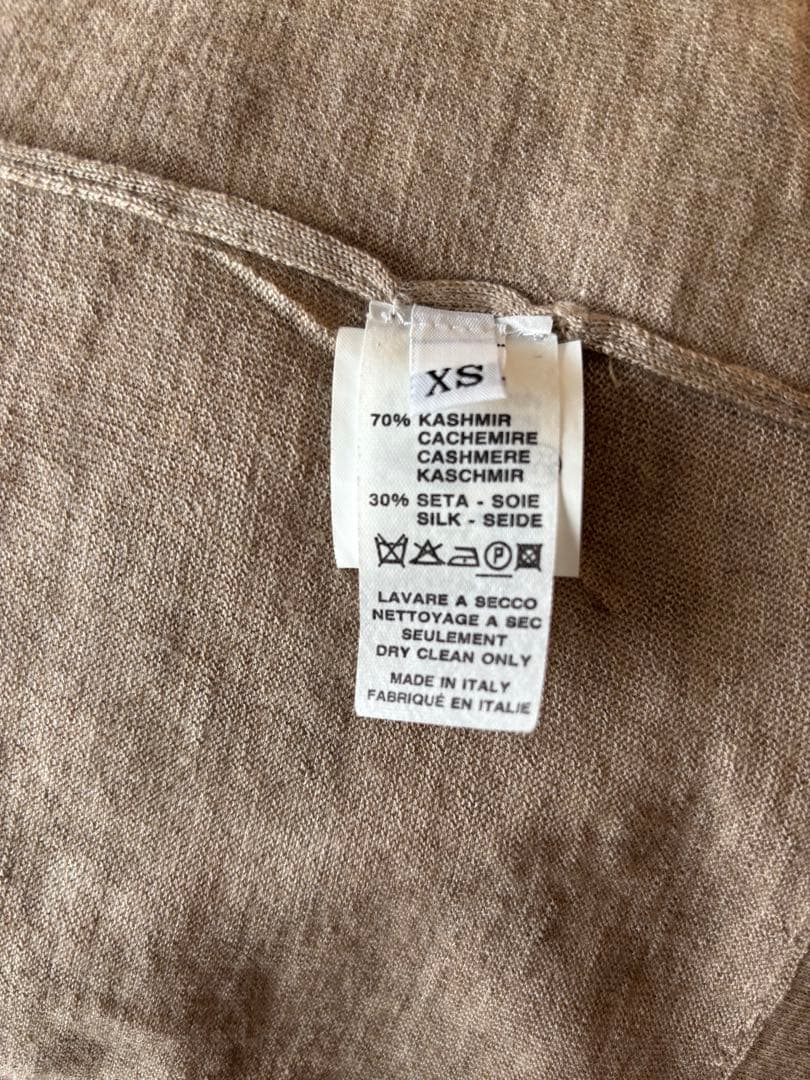 XS
70% KASHMIR
CACHEMIRE
CASHMERE
KASCHMIR
30% SETA - SOIE
SILK - SEIDE
P
LAVARE A SECCO
NETTOYAGE A SEC
SEULEMENT
DRY CLEAN ONLY
MADE IN ITALY
FABRIQUÉ EN ITALIE